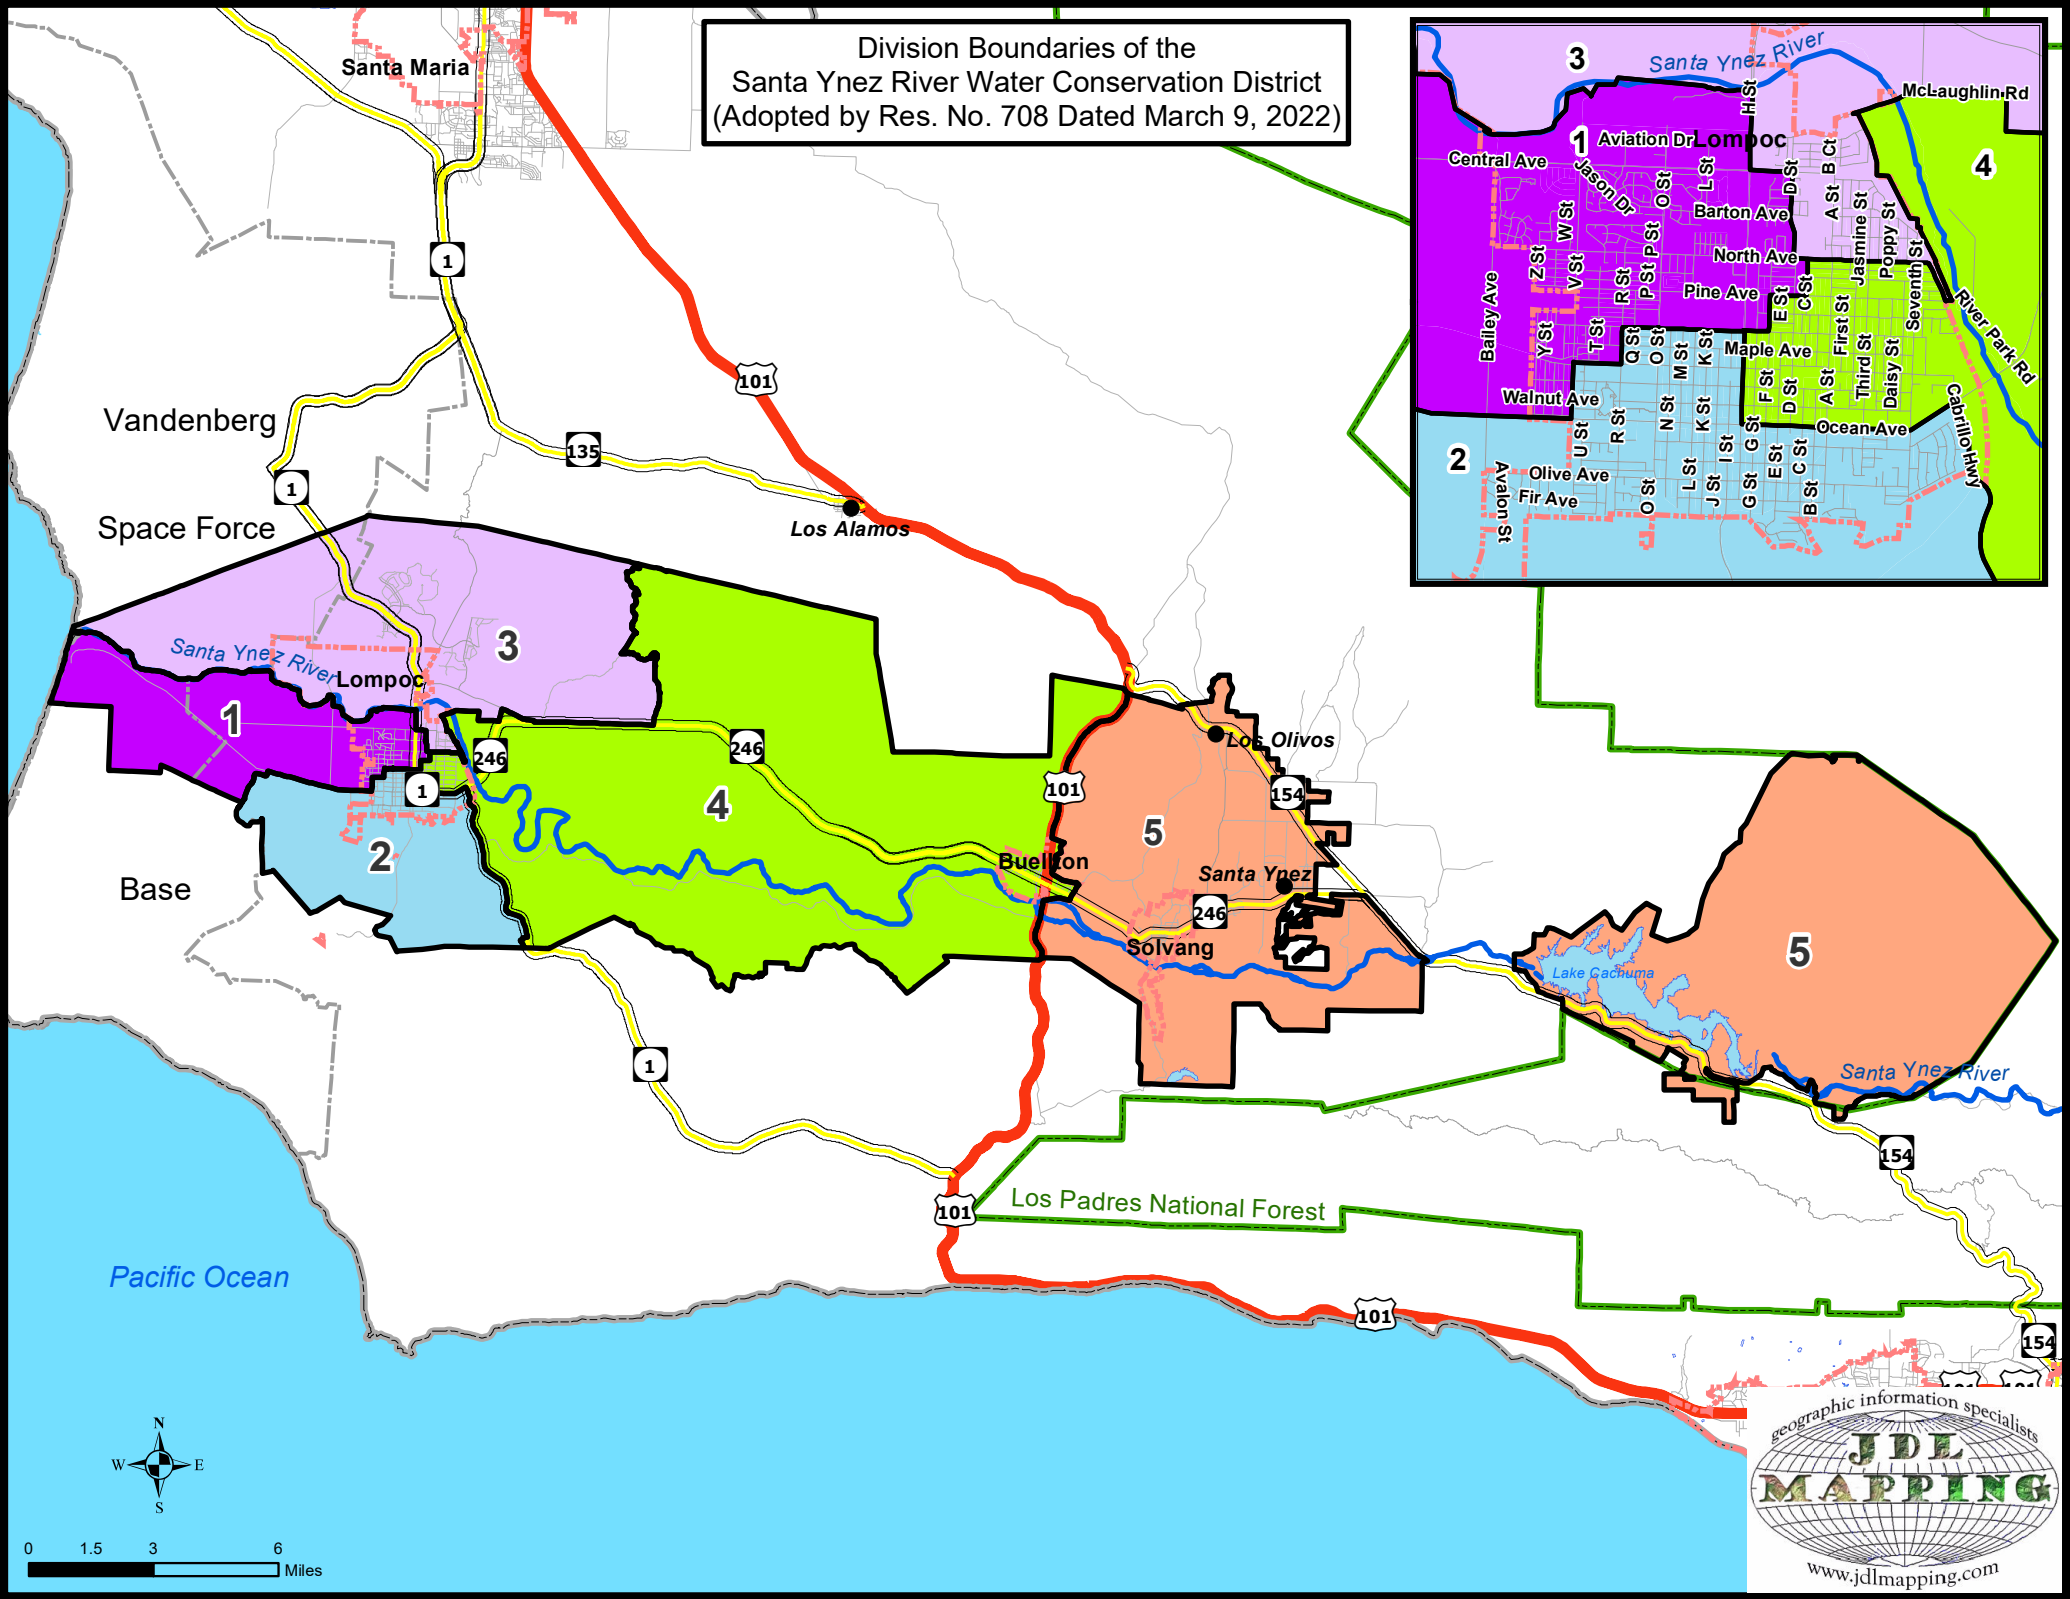 Division Boundaries of the
Santa Ynez River Water Conservation District
(Adopted by Res. No. 708 Dated March 9, 2022)
Santa Maria
1
101
Vandenberg
135
1
Los Alamos
Space Force
Santa Ynez River
3
Lompoc
1
246
246
1
4
101
2
Base
Buellton
5
Los Olivos
154
Santa Ynez
246
Solvang
5
Lake Cachuma
Santa Ynez River
1
154
Los Padres National Forest
101
Pacific Ocean
101
154
101
101
N
W
E
S
0
1.5
3
6
Miles
geographic information specialists
JDL
MAPPING
www.jdlmapping.com
3
Santa Ynez River
H St
McLaughlin Rd
1
Aviation Dr
Lompoc
4
Central Ave
Jason Dr
O St
L St
D St
B Ct
A St
Jasmine St
Poppy St
W St
Barton Ave
P St
North Ave
Seventh St
Z St
V St
R St
P St
Pine Ave
E St
C St
River Park Rd
Bailey Ave
Y St
T St
Q St
O St
M St
K St
Maple Ave
First St
Third St
Daisy St
Walnut Ave
F St
D St
A St
Cabrillo Hwy
U St
R St
N St
K St
I St
G St
Ocean Ave
2
Avalon St
Olive Ave
Fir Ave
O St
L St
J St
G St
E St
C St
B St